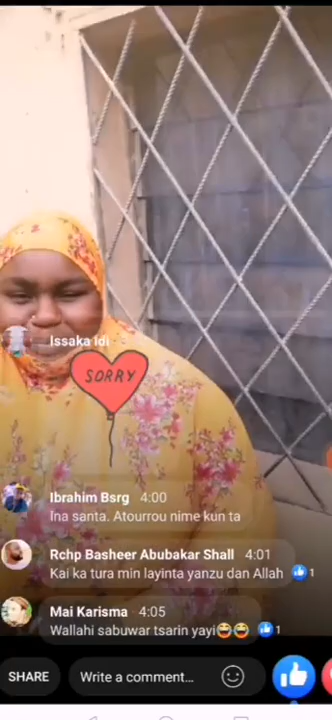 Issaka Idi
SORRY
Ibrahim Bsrg 4:00
Ina santa. Atourrou nime kun ta
Rchp Basheer Abubakar Shall 4:01
Kai ka tura min layinta yanzu dan Allah 1
Mai Karisma · 4:05
Wallahi sabuwar tsarin yayi😂😂 1
SHARE
Write a comment...